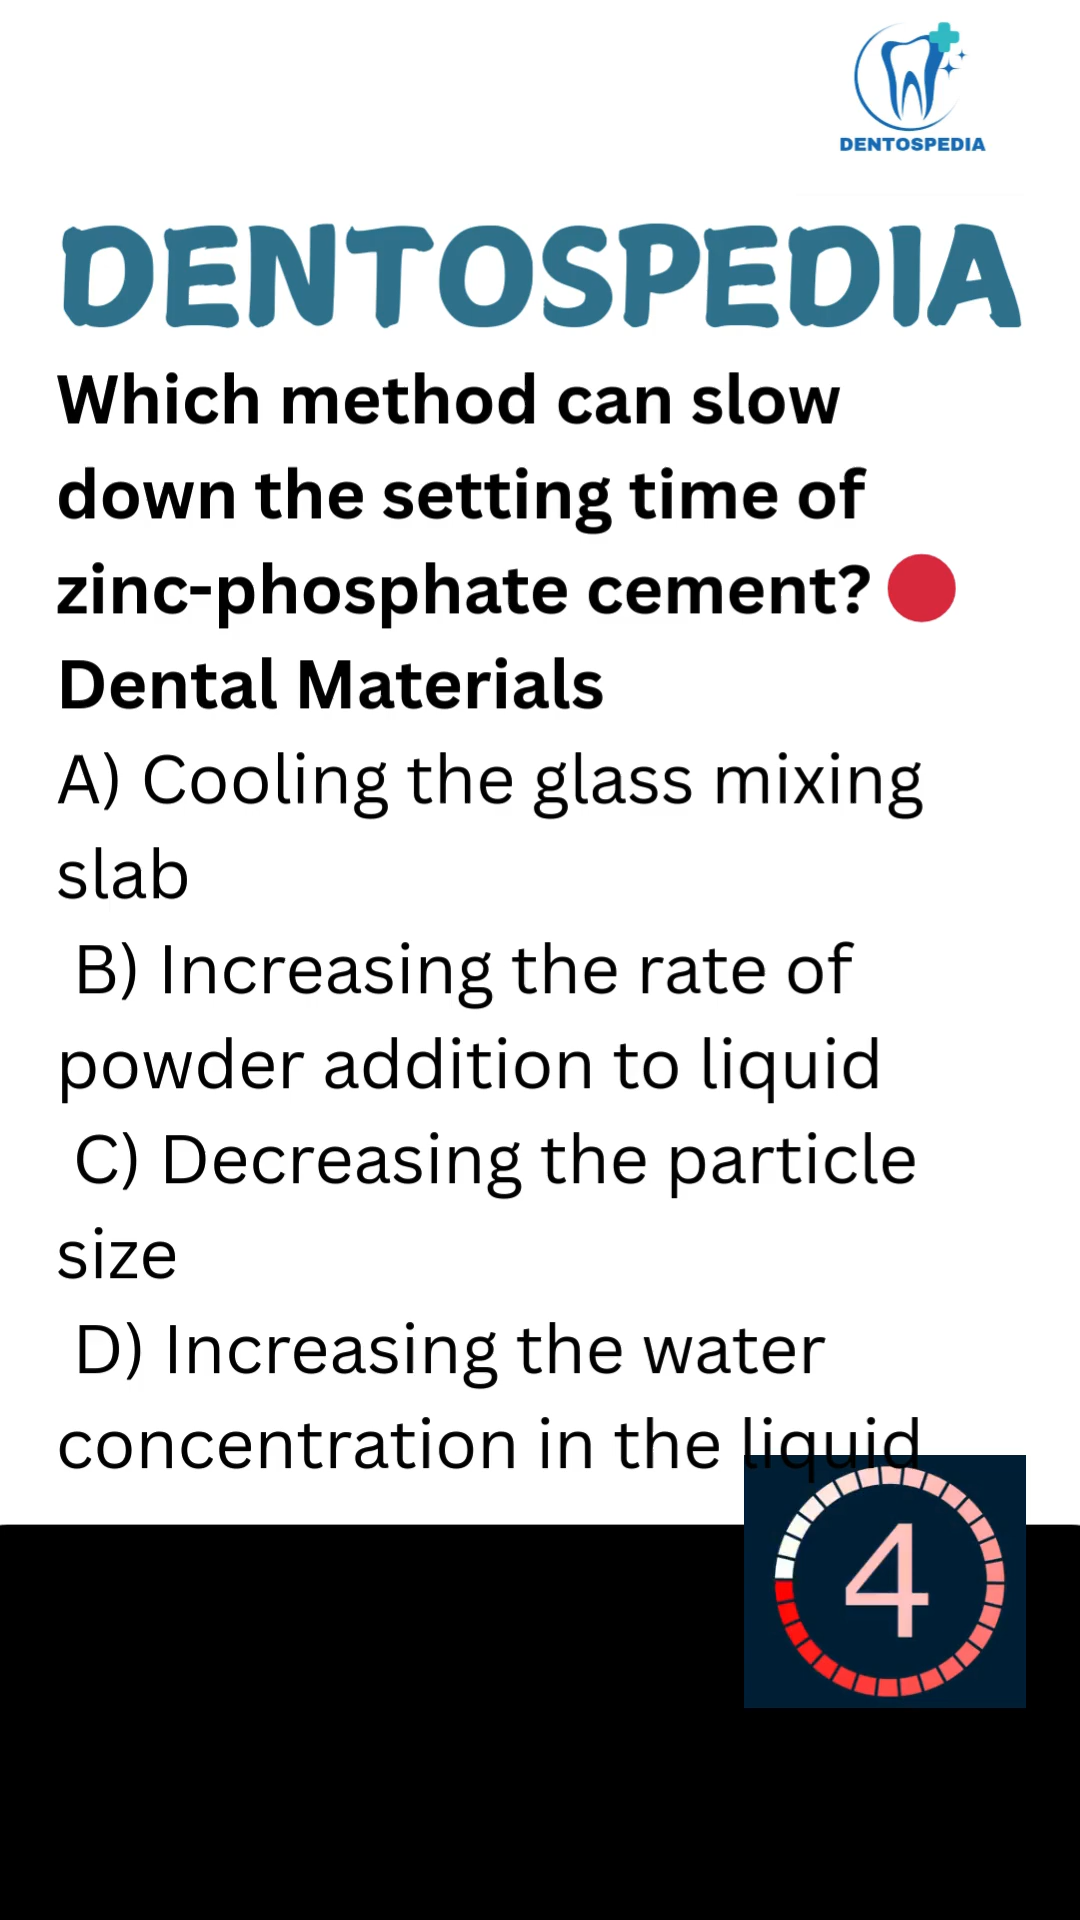 DENTOSPEDIA
DENTOSPEDIA
Which method can slow
down the setting time of
zinc-phosphate cement?
Dental Materials
A) Cooling the glass mixing
slab
B) Increasing the rate of
powder addition to liquid
C) Decreasing the particle
size
D) Increasing the water
concentration in the liquid
4